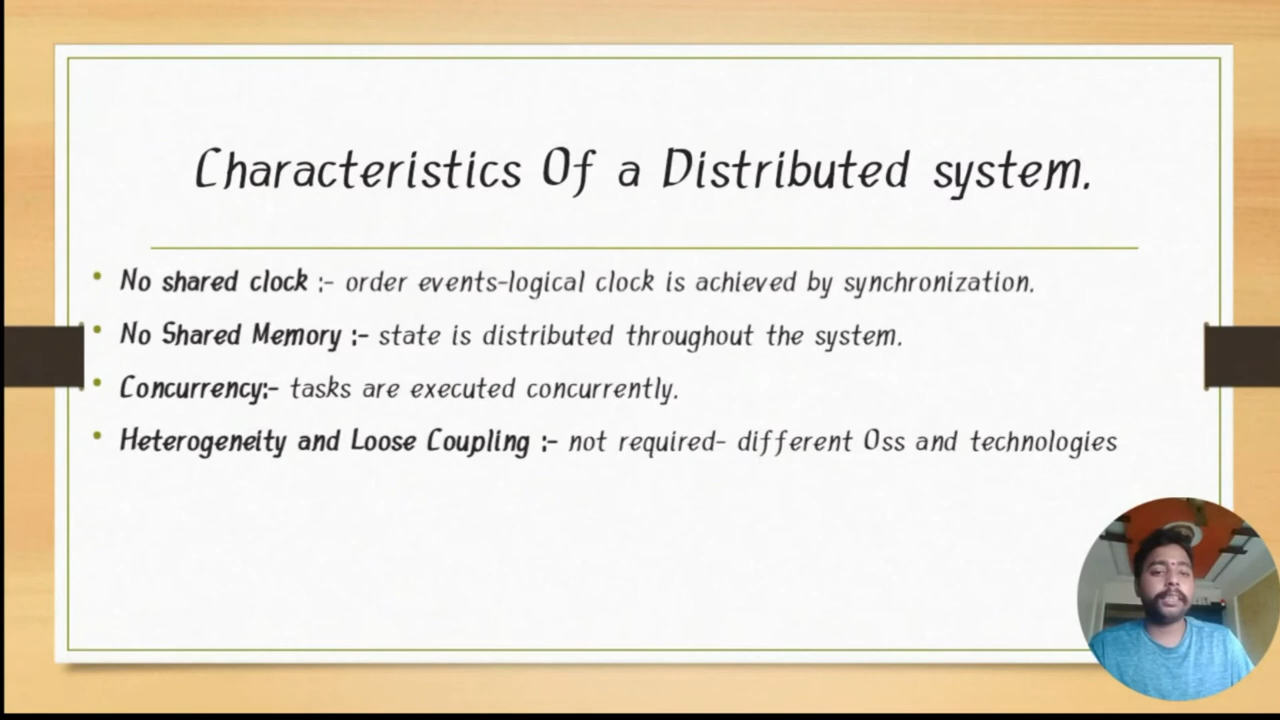 Characteristics Of a Distributed system.
• No shared clock :- order events-logical clock is achieved by synchronization.
• No Shared Memory :- state is distributed throughout the system.
• Concurrency:- tasks are executed concurrently.
• Heterogeneity and Loose Coupling :- not required- different Oss and technologies